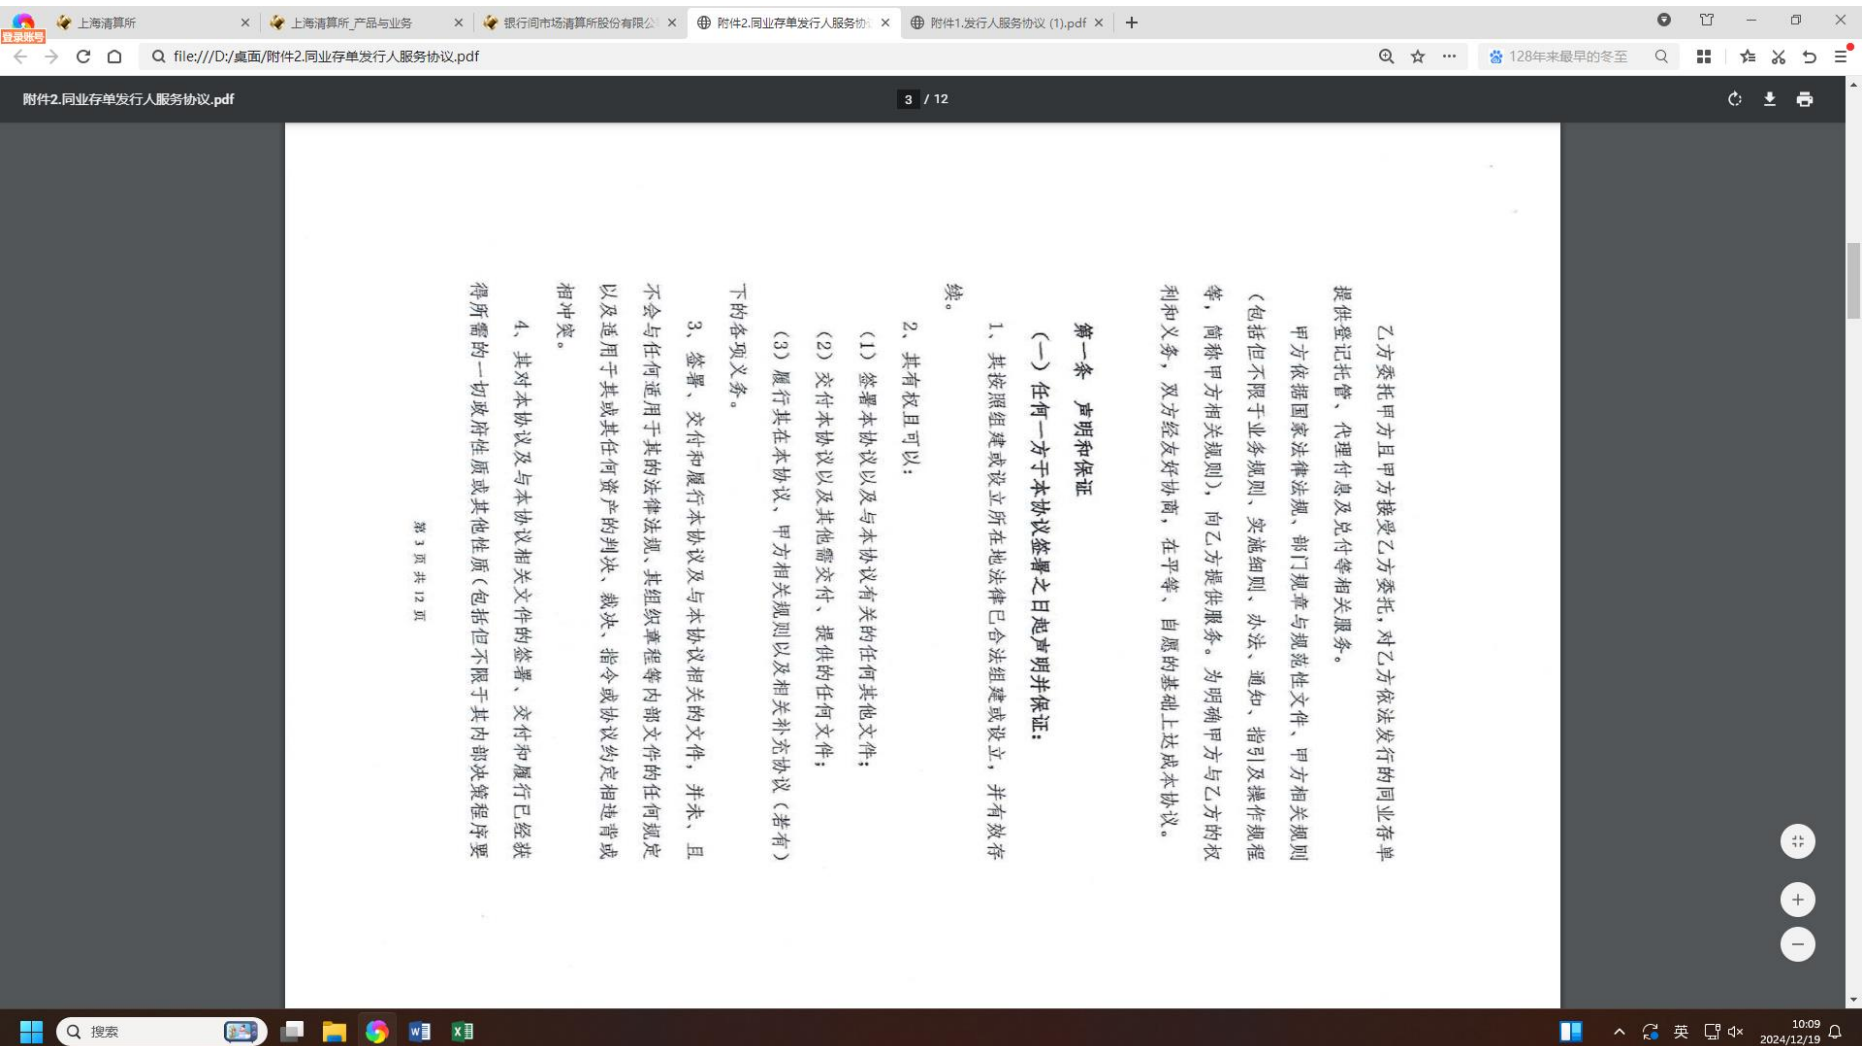 上海清算所
上海清算所_产品与业务
银行间市场清算所股份有限公
附件2.同业存单发行人服务协
附件1.发行人服务协议 (1).pdf
登录账号
file:///D:/桌面/附件2.同业存单发行人服务协议.pdf
128年来最早的冬至
附件2.同业存单发行人服务协议.pdf
3 / 12
乙方委托甲方且甲方接受乙方委托，对乙方依法发行的同业存单
提供登记托管、代理付息及兑付等相关服务。
甲方依据国家法律法规、部门规章与规范性文件、甲方相关规则
（包括但不限于业务规则、实施细则、办法、通知、指引及操作规程
等，简称甲方相关规则），向乙方提供服务。为明确甲方与乙方的权
利和义务，双方经友好协商，在平等、自愿的基础上达成本协议。
第一条 声明和保证
（一）任何一方于本协议签署之日起声明并保证：
1、其按照组建或设立所在地法律已合法组建或设立，并有效存
续。
2、其有权且可以：
（1）签署本协议以及与本协议有关的任何其他文件；
（2）交付本协议以及其他需交付、提供的任何文件；
（3）履行其在本协议、甲方相关规则以及相关补充协议（若有）
下的各项义务。
3、签署、交付和履行本协议及与本协议相关的文件，并未、且
不会与任何适用于其的法律法规、其组织章程等内部文件的任何规定
以及适用于其或其任何资产的判决、裁决、指令或协议约定相违背或
相冲突。
4、其对本协议及与本协议相关文件的签署、交付和履行已经获
得所需的一切政府性质或其他性质（包括但不限于其内部决策程序要
第 3 页 共 12 页
搜索
英
10:09
2024/12/19